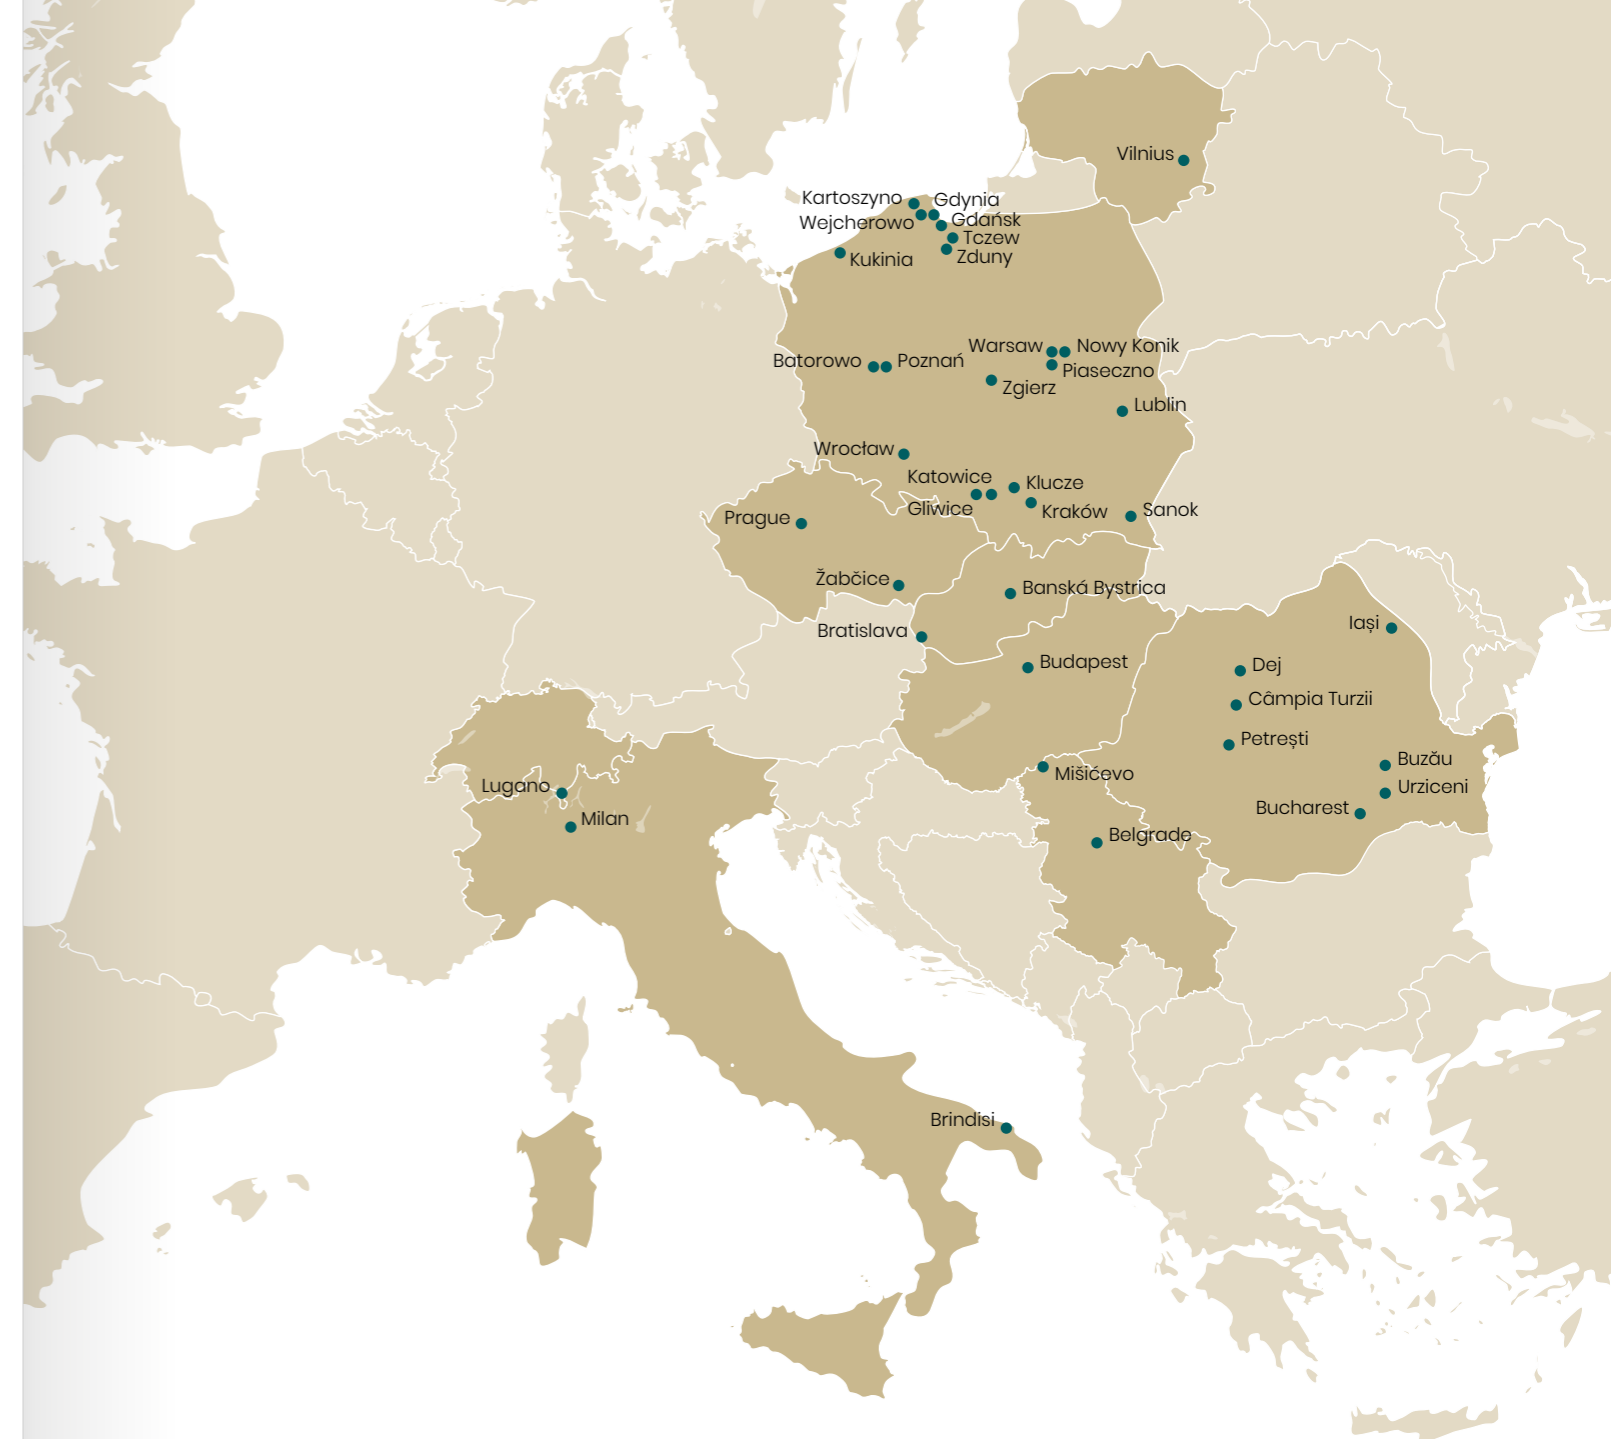 Vilnius
Kartoszyno
Gdynia
Wejcherowo
Gdańsk
Tczew
Zduny
Kukinia
Warsaw
Nowy Konik
Batorowo
Poznań
Piaseczno
Zgierz
Lublin
Wrocław
Katowice
Klucze
Gliwice
Kraków
Sanok
Prague
Žabčice
Banská Bystrica
Bratislava
Iași
Budapest
Dej
Câmpia Turzii
Petrești
Buzău
Mišićevo
Lugano
Urziceni
Bucharest
Milan
Belgrade
Brindisi